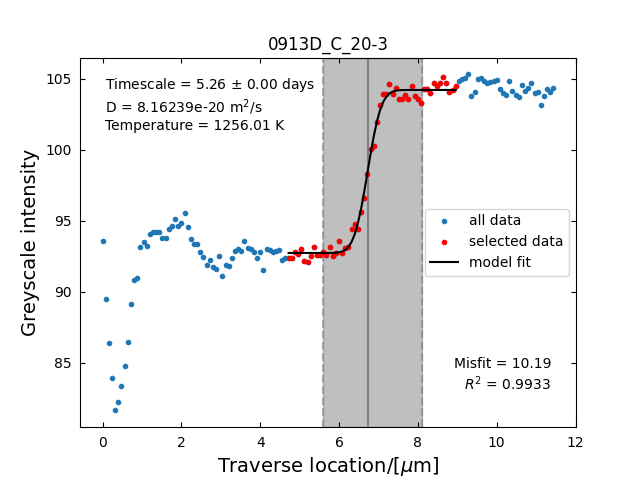 0913D_C_20-3
Timescale = 5.26 ± 0.00 days
D = 8.16239e-20 m²/s
Temperature = 1256.01 K
all data
selected data
model fit
Misfit = 10.19
R² = 0.9933
Greyscale intensity
105
100
95
90
85
0 2 4 6 8 10 12
Traverse location/[μm]